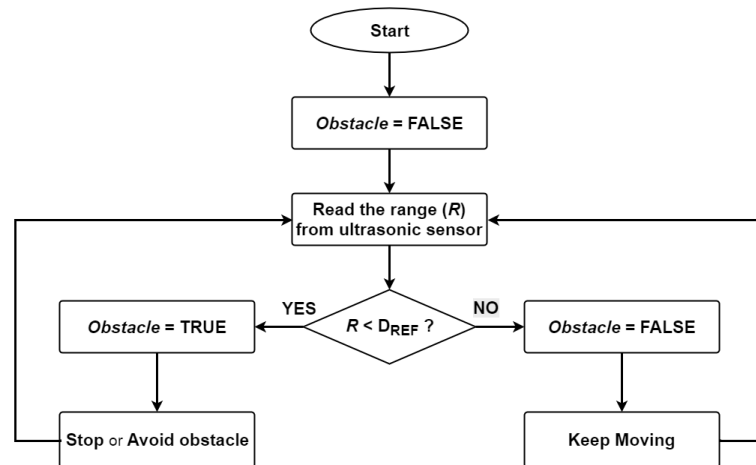 Start
Obstacle = FALSE
Read the range (R)
from ultrasonic sensor
YES
NO
Obstacle = TRUE
R < DREF ?
Obstacle = FALSE
Stop or Avoid obstacle
Keep Moving